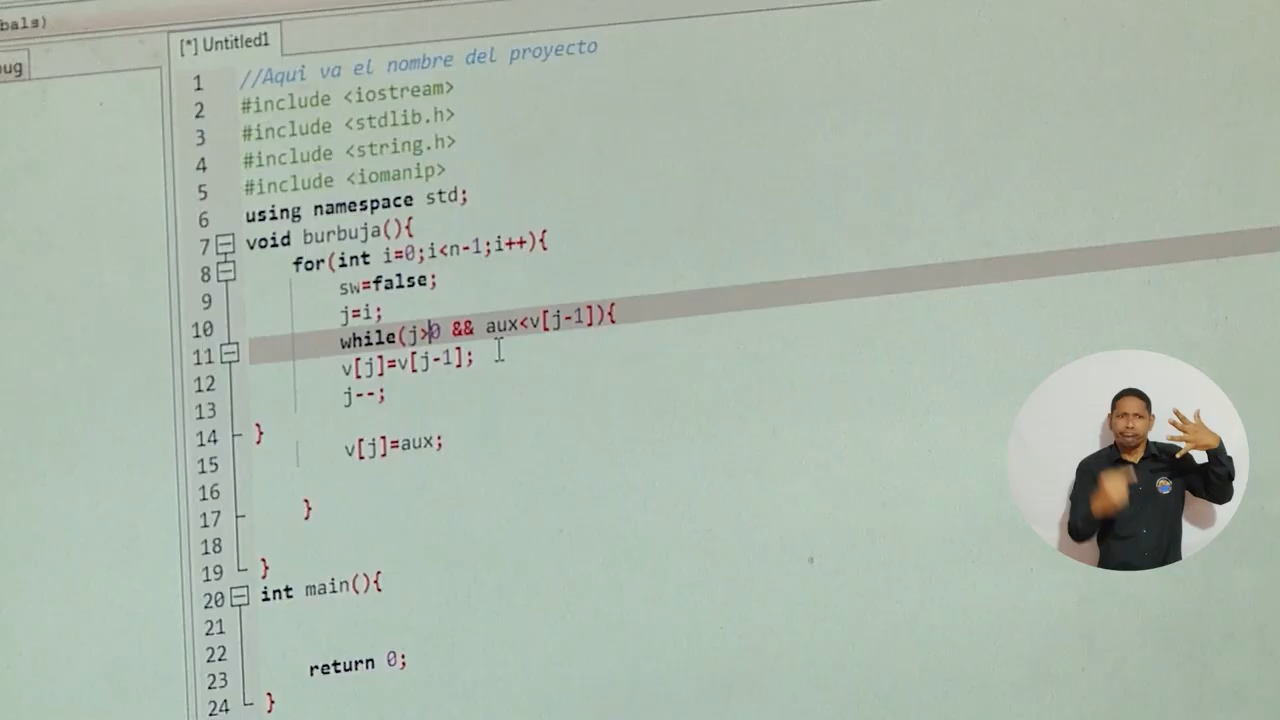 bals)
ug
[*] Untitled1
1 //Aqui va el nombre del proyecto
2 #include <iostream>
3 #include <stdlib.h>
4 #include <string.h>
5 #include <iomanip>
6 using namespace std;
7 void burbuja(){
8 for(int i=0;i<n-1;i++){
9 sw=false;
10 j=i;
11 while(j>0 && aux<v[j-1]){
12 v[j]=v[j-1];
13 j--;
14 }
15 v[j]=aux;
16
17 }
18
19 }
20 int main(){
21
22
23 return 0;
24 }